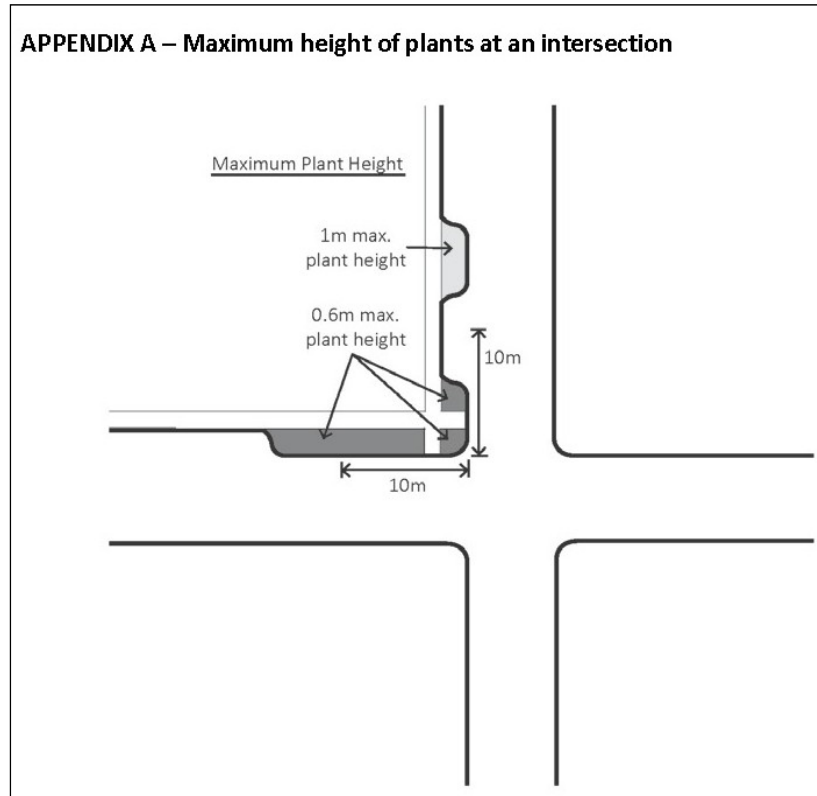 APPENDIX A – Maximum height of plants at an intersection
Maximum Plant Height
1m max.
plant height
0.6m max.
plant height
10m
10m